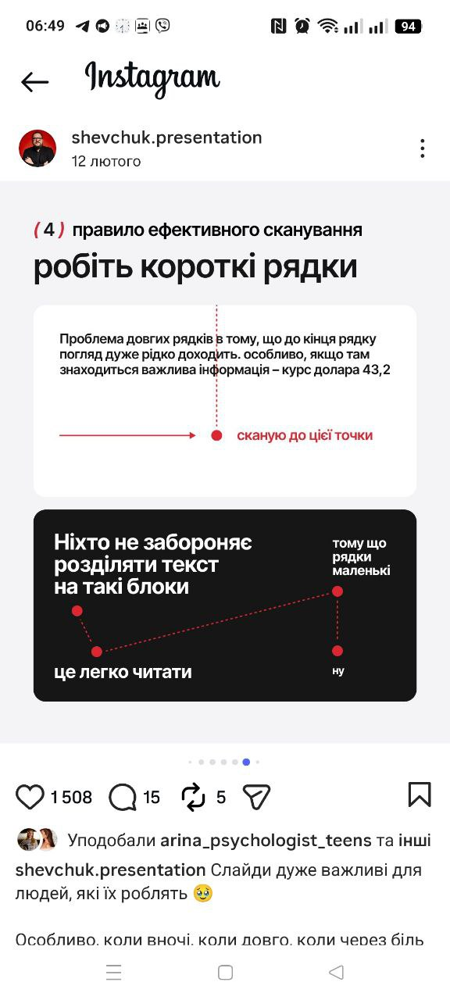 06:49
94
Instagram
shevchuk.presentation
12 лютого
( 4 ) правило ефективного сканування
робіть короткі рядки
Проблема довгих рядків в тому, що до кінця рядку
погляд дуже рідко доходить. особливо, якщо там
знаходиться важлива інформація – курс долара 43,2
сканую до цієї точки
Ніхто не забороняє
розділяти текст
на такі блоки
це легко читати
тому що
рядки
маленькі
ну
1 508 15 5
Уподобали arina_psychologist_teens та інші
shevchuk.presentation Слайди дуже важливі для
людей, які їх роблять 🥹
Особливо, коли вночі, коли довго, коли через біль